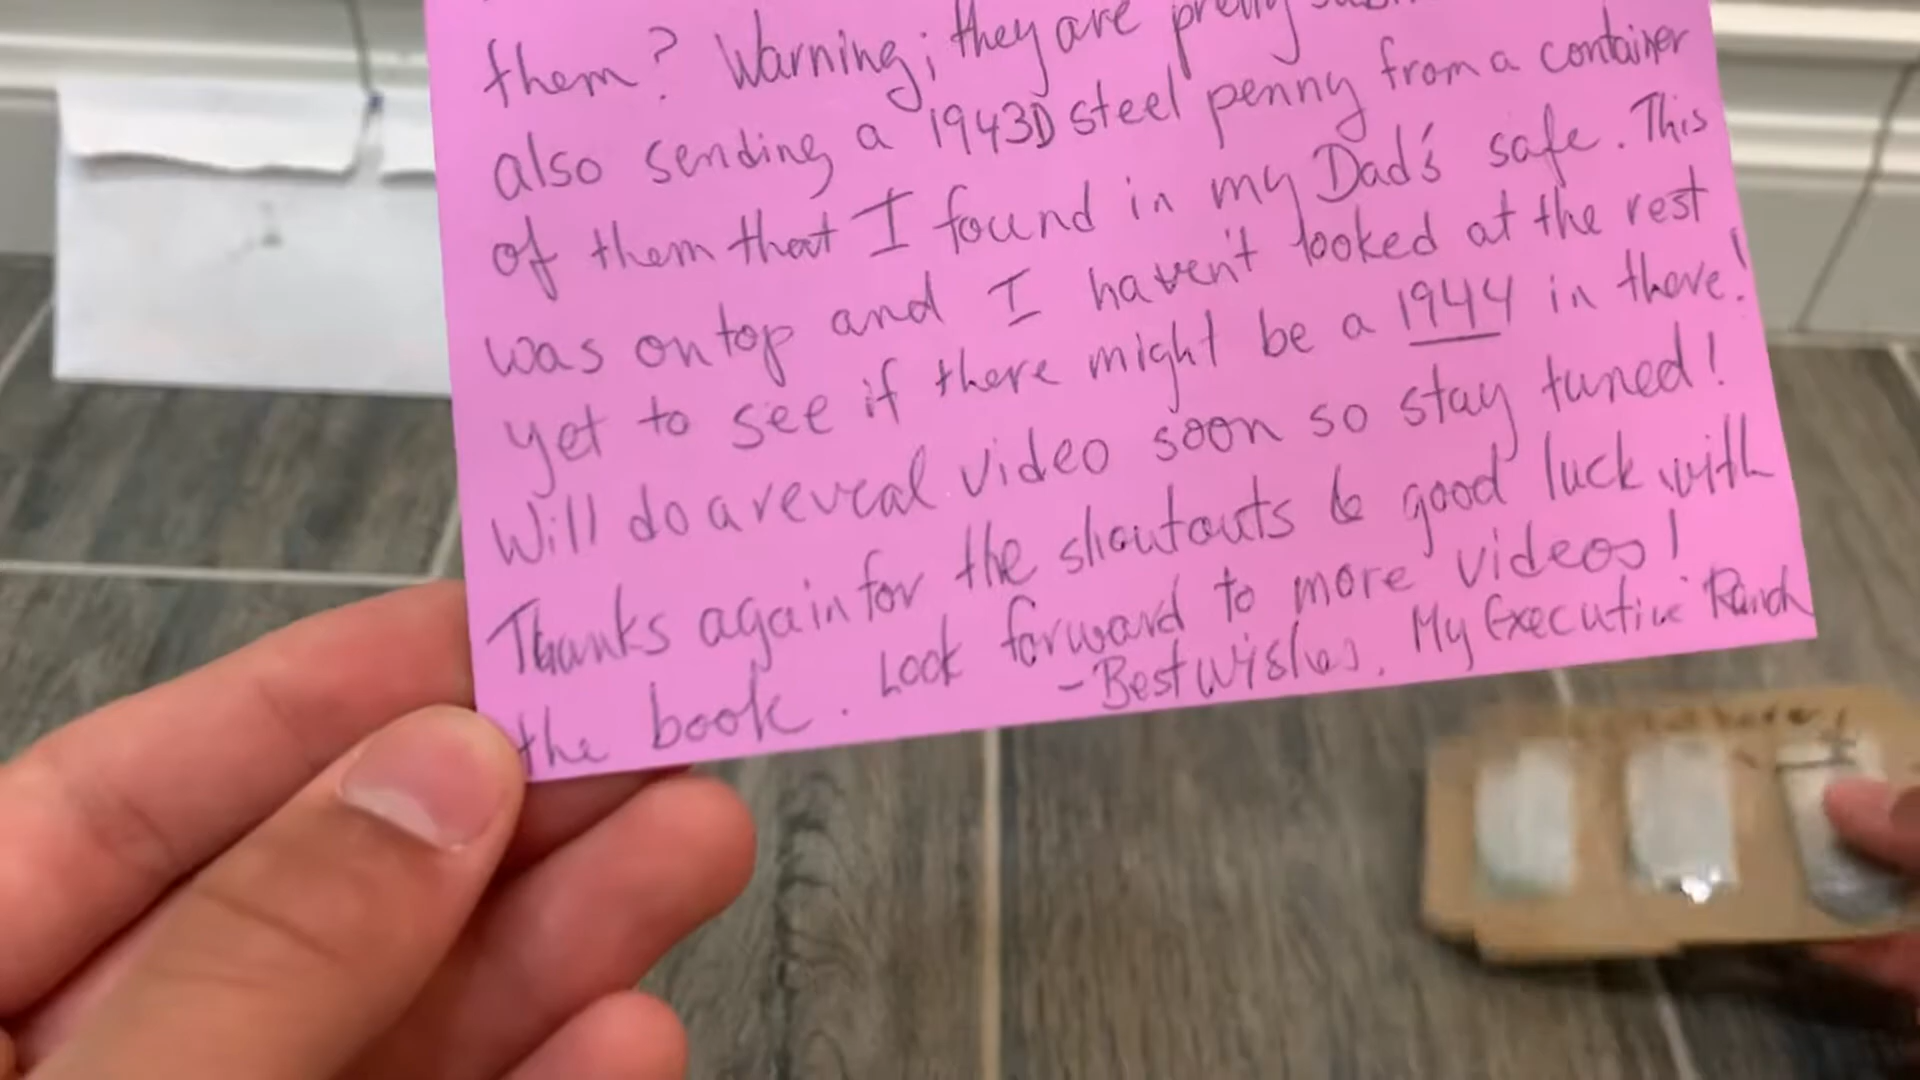 them? Warning; they are pretty
also sending a 1943D steel penny from a container
of them that I found in my Dad's safe. This
was on top and I haven't looked at the rest
yet to see if there might be a 1944 in there!
Will do a reveal video soon so stay tuned!
Thanks again for the shoutouts & good luck with
the book. Look forward to more videos!
- Best Wishes, My Executive Ranch